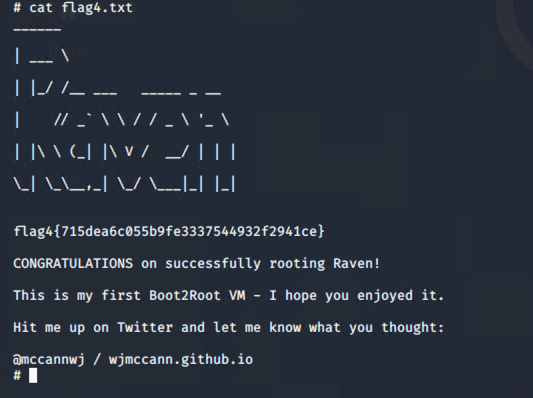 # cat flag4.txt
______
| ___ \
| |_/ /__ ___   _____ _ __
|    // _` \ \ / / _ \ '_ \
| |\ \ (_| |\ V /  __/ | | |
\_| \_\__,_| \_/ \___|_| |_|
flag4{715dea6c055b9fe3337544932f2941ce}
CONGRATULATIONS on successfully rooting Raven!
This is my first Boot2Root VM - I hope you enjoyed it.
Hit me up on Twitter and let me know what you thought:
@mccannwj / wjmccann.github.io
#